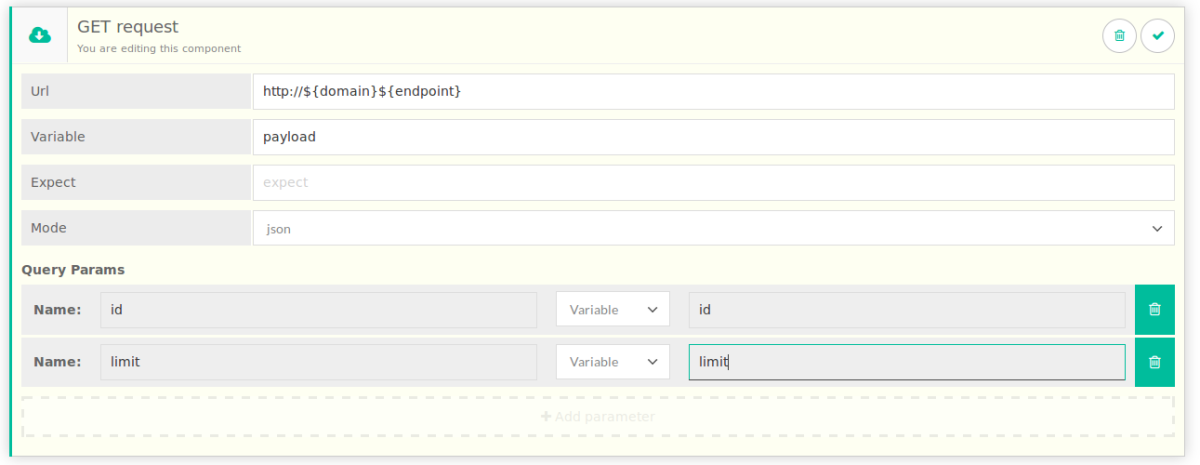 GET request
You are editing this component
Url http://${domain}${endpoint}
Variable payload
Expect expect
Mode json
Query Params
Name: id Variable id
Name: limit Variable limit
Add parameter